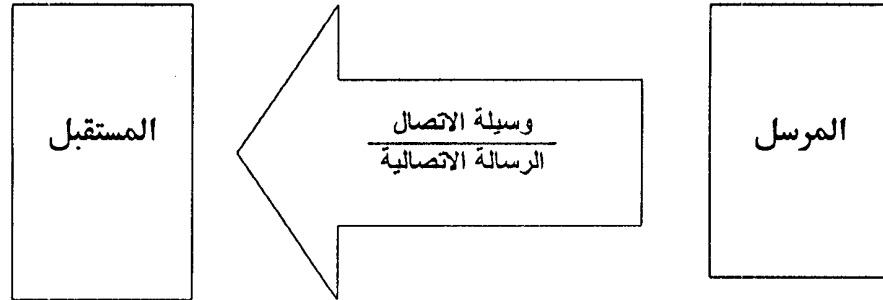 المرسل
وسيلة الاتصال
الرسالة الاتصالية
المستقبل